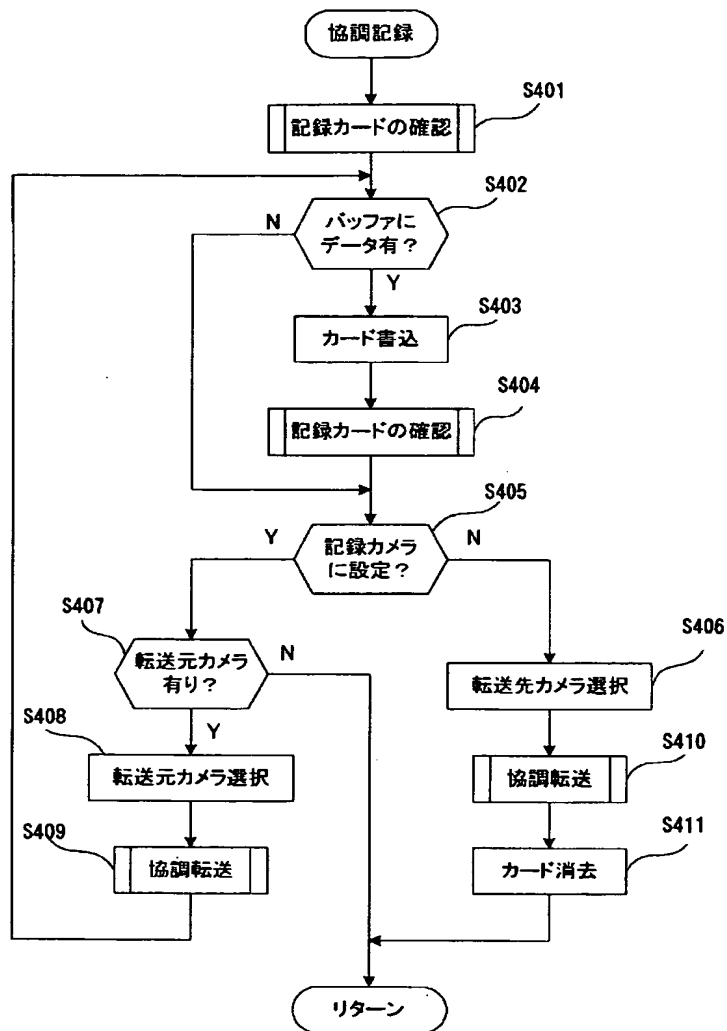 協調記録
S401
記録カードの確認
S402
バッファに
データ有？
N
Y
S403
カード書込
S404
記録カードの確認
S405
記録カメラ
に設定？
Y
N
S407
転送元カメラ
有り？
N
Y
S406
転送先カメラ選択
S408
転送元カメラ選択
S410
協調転送
S409
協調転送
S411
カード消去
リターン